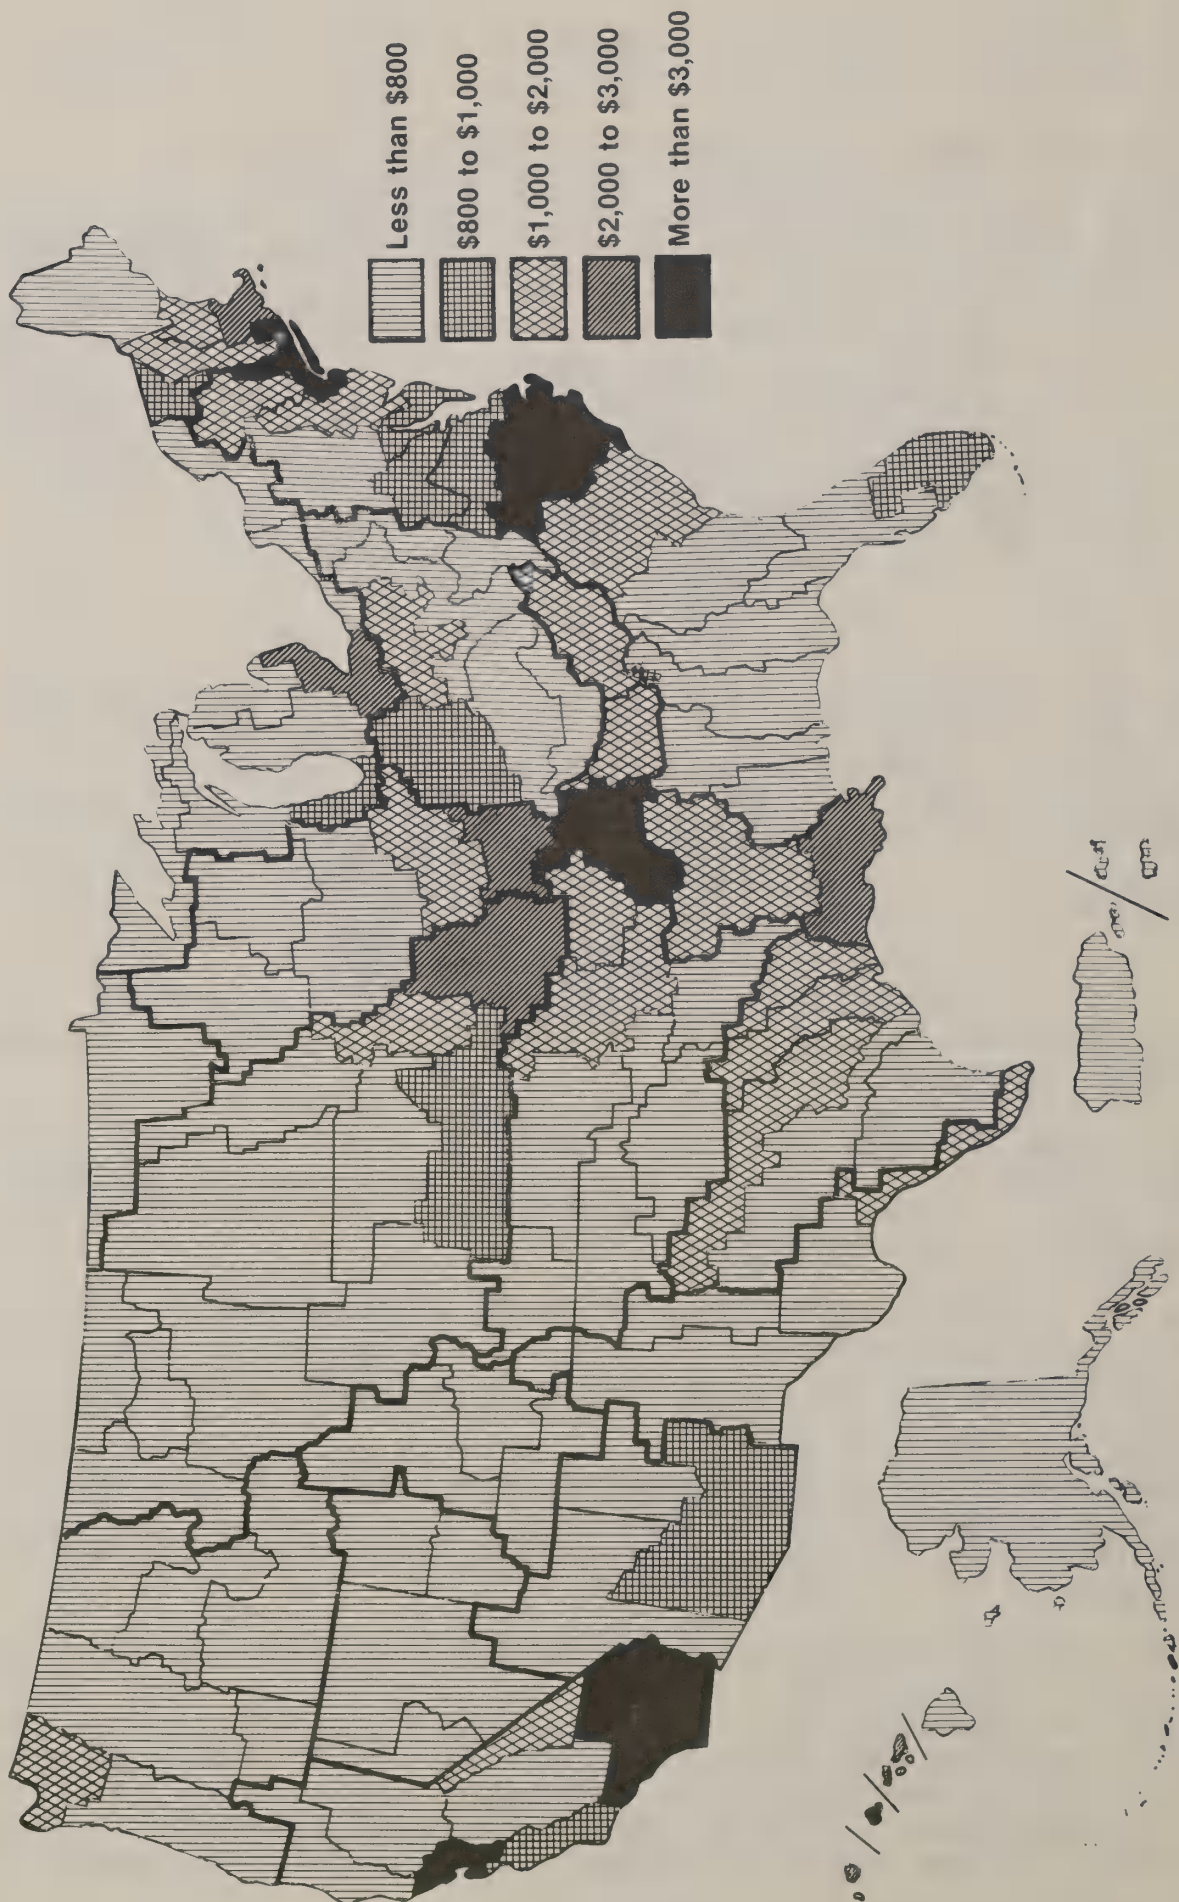 Less than $800
$800 to $1,000
$1,000 to $2,000
$2,000 to $3,000
More than $3,000